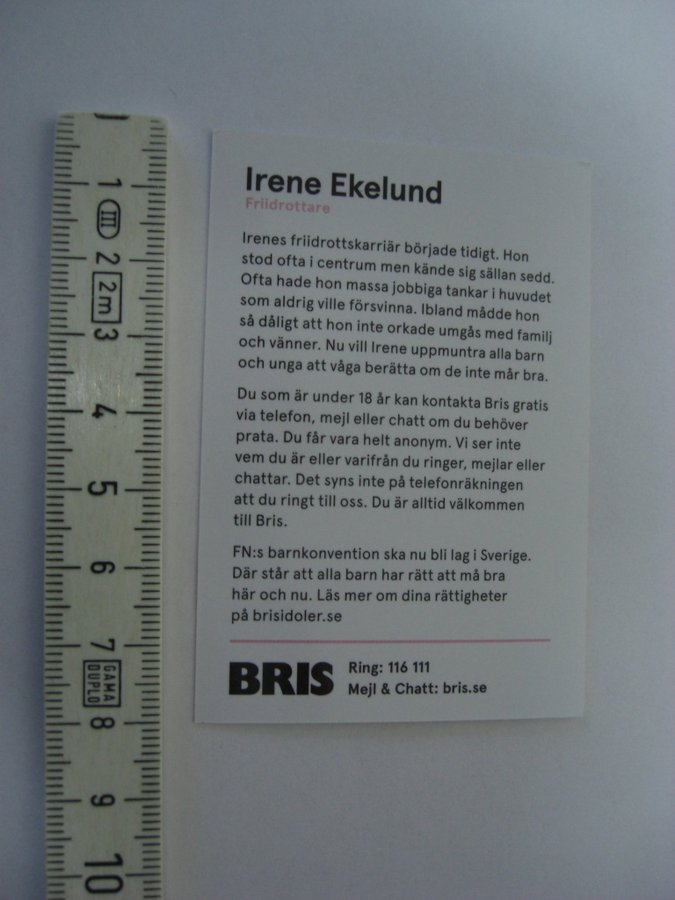 Irene Ekelund
Friidrottare
Irenes friidrottskarriär började tidigt. Hon
stod ofta i centrum men kände sig sällan sedd.
Ofta hade hon massa jobbiga tankar i huvudet
som aldrig ville försvinna. Ibland mådde hon
så dåligt att hon inte orkade umgås med familj
och vänner. Nu vill Irene uppmuntra alla barn
och unga att våga berätta om de inte mår bra.
Du som är under 18 år kan kontakta Bris gratis
via telefon, mejl eller chatt om du behöver
prata. Du får vara helt anonym. Vi ser inte
vem du är eller varifrån du ringer, mejlar eller
chattar. Det syns inte på telefonräkningen
att du ringt till oss. Du är alltid välkommen
till Bris.
FN:s barnkonvention ska nu bli lag i Sverige.
Där står att alla barn har rätt att må bra
här och nu. Läs mer om dina rättigheter
på brisidoler.se
BRIS
Ring: 116 111
Mejl & Chatt: bris.se
1
III
2
2m
3
4
5
6
7
GAMA
DUPLO
8
9
10